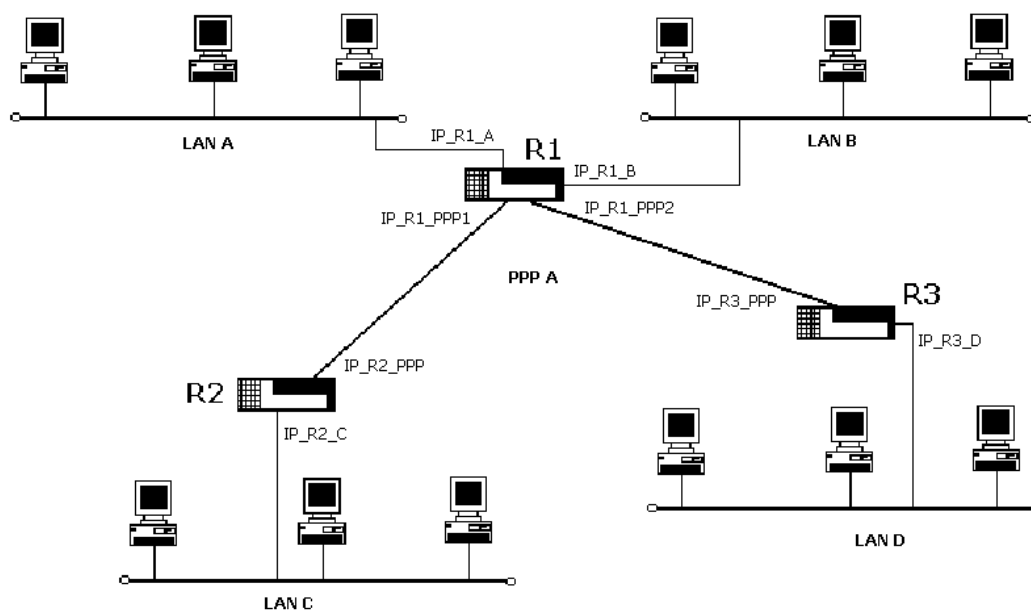 LAN A
LAN B
IP_R1_A
R1
IP_R1_B
IP_R1_PPP1
IP_R1_PPP2
PPP A
IP_R3_PPP
R3
IP_R3_D
IP_R2_PPP
R2
IP_R2_C
LAN D
LAN C